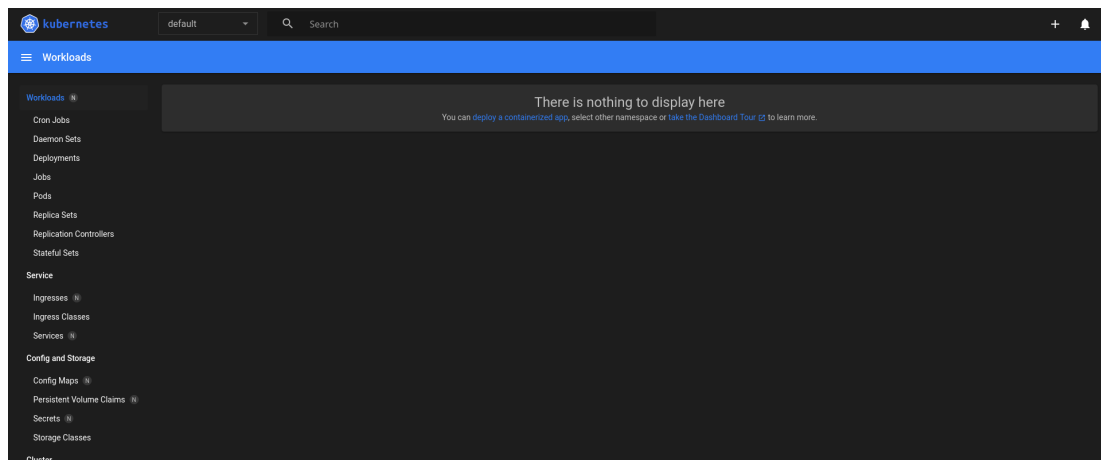 kubernetes
default
Search
Workloads
Workloads N
Cron Jobs
Daemon Sets
Deployments
Jobs
Pods
Replica Sets
Replication Controllers
Stateful Sets
Service
Ingresses N
Ingress Classes
Services N
Config and Storage
Config Maps N
Persistent Volume Claims N
Secrets N
Storage Classes
Cluster
There is nothing to display here
You can deploy a containerized app, select other namespace or take the Dashboard Tour to learn more.